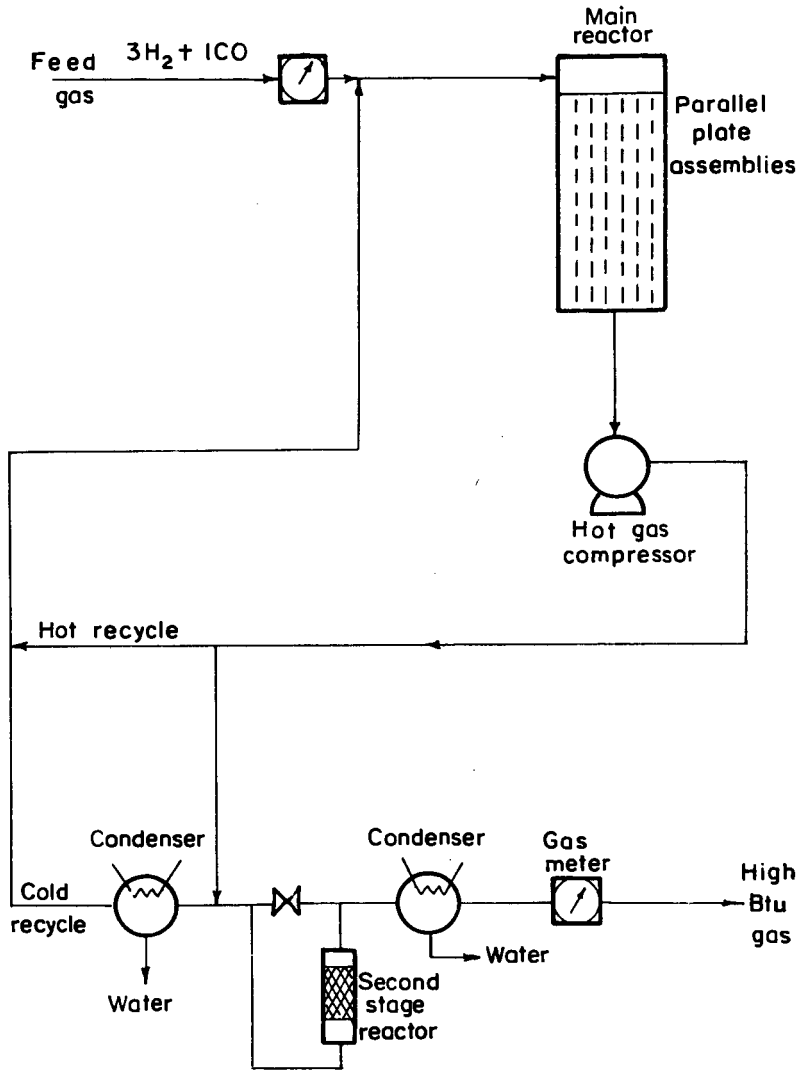 Main
reactor
Feed 3H₂ + 1CO
gas
Parallel
plate
assemblies
Hot gas
compressor
Hot recycle
Condenser
Condenser
Gas
meter
High
Btu
gas
Cold
recycle
Water
Water
Second
stage
reactor